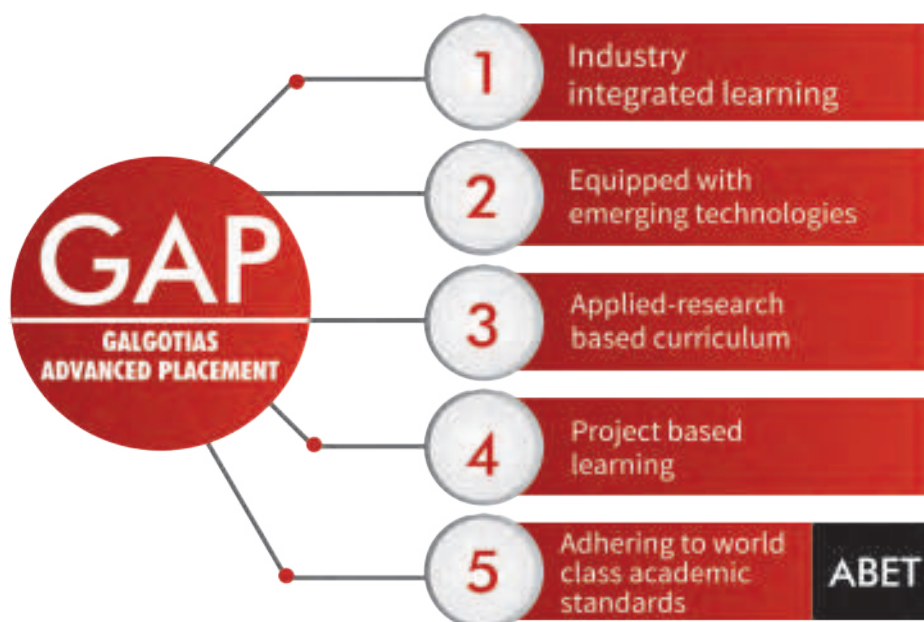 GAP
GALGOTIAS
ADVANCED PLACEMENT
1
Industry
integrated learning
2
Equipped with
emerging technologies
3
Applied-research
based curriculum
4
Project based
learning
5
Adhering to world
class academic
standards
ABET